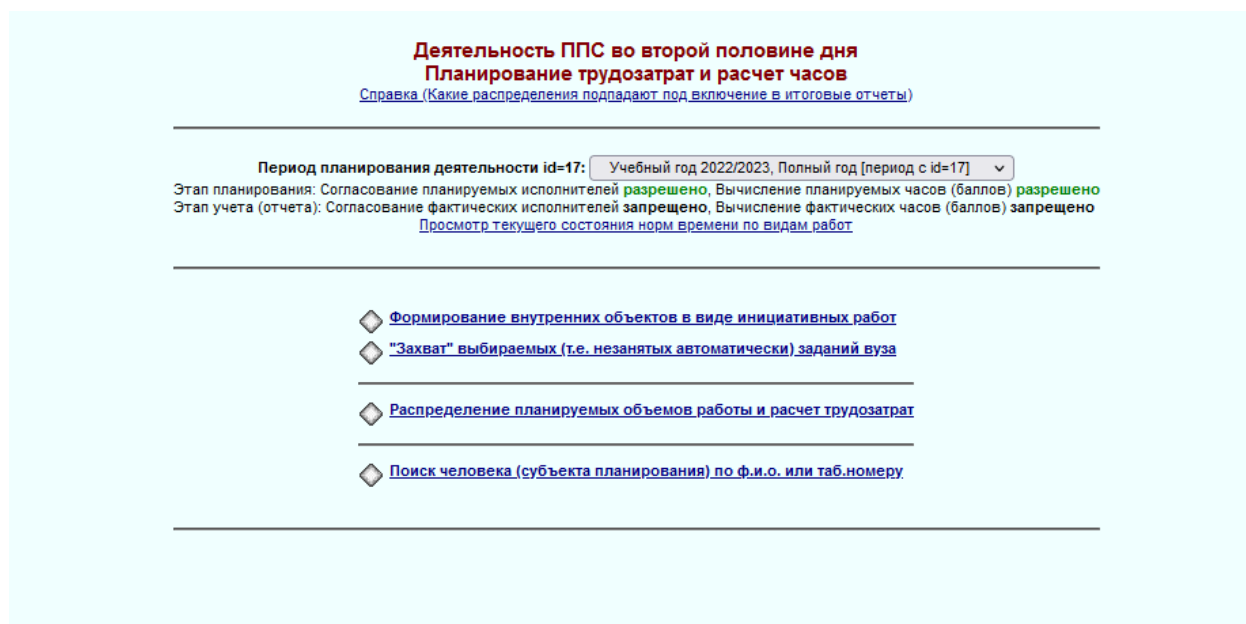 Деятельность ППС во второй половине дня
Планирование трудозатрат и расчет часов
Справка (Какие распределения подпадают под включение в итоговые отчеты)
Период планирования деятельности id=17: Учебный год 2022/2023, Полный год [период с id=17]
Этап планирования: Согласование планируемых исполнителей разрешено, Вычисление планируемых часов (баллов) разрешено
Этап учета (отчета): Согласование фактических исполнителей запрещено, Вычисление фактических часов (баллов) запрещено
Просмотр текущего состояния норм времени по видам работ
Формирование внутренних объектов в виде инициативных работ
"Захват" выбираемых (т.е. незанятых автоматически) заданий вуза
Распределение планируемых объемов работы и расчет трудозатрат
Поиск человека (субъекта планирования) по ф.и.о. или таб.номеру